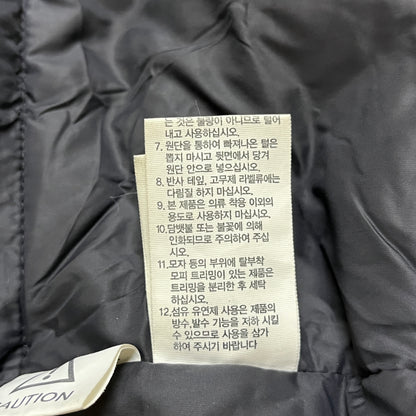 는 것은 불량이 아니므로 털어
내고 사용하십시오.
7. 원단을 통하여 빠져나온 털은
뽑지 마시고 뒷면에서 당겨
원단 안으로 넣으십시오.
8. 반사 테잎, 고무제 라벨류에는
다림질 하지 마십시오.
9. 본 제품은 의류 착용 이외의
용도로 사용하지 마십시오.
10. 담뱃불 또는 불꽃에 의해
인화되므로 주의하여 주십
시오.
11. 모자 등의 부위에 탈부착
모피 트리밍이 있는 제품은
트리밍을 분리한 후 세탁
하십시오.
12. 섬유 유연제 사용은 제품의
방수,발수 기능을 저하 시킬
수 있으므로 사용을 삼가
하여 주시기 바랍니다
CAUTION